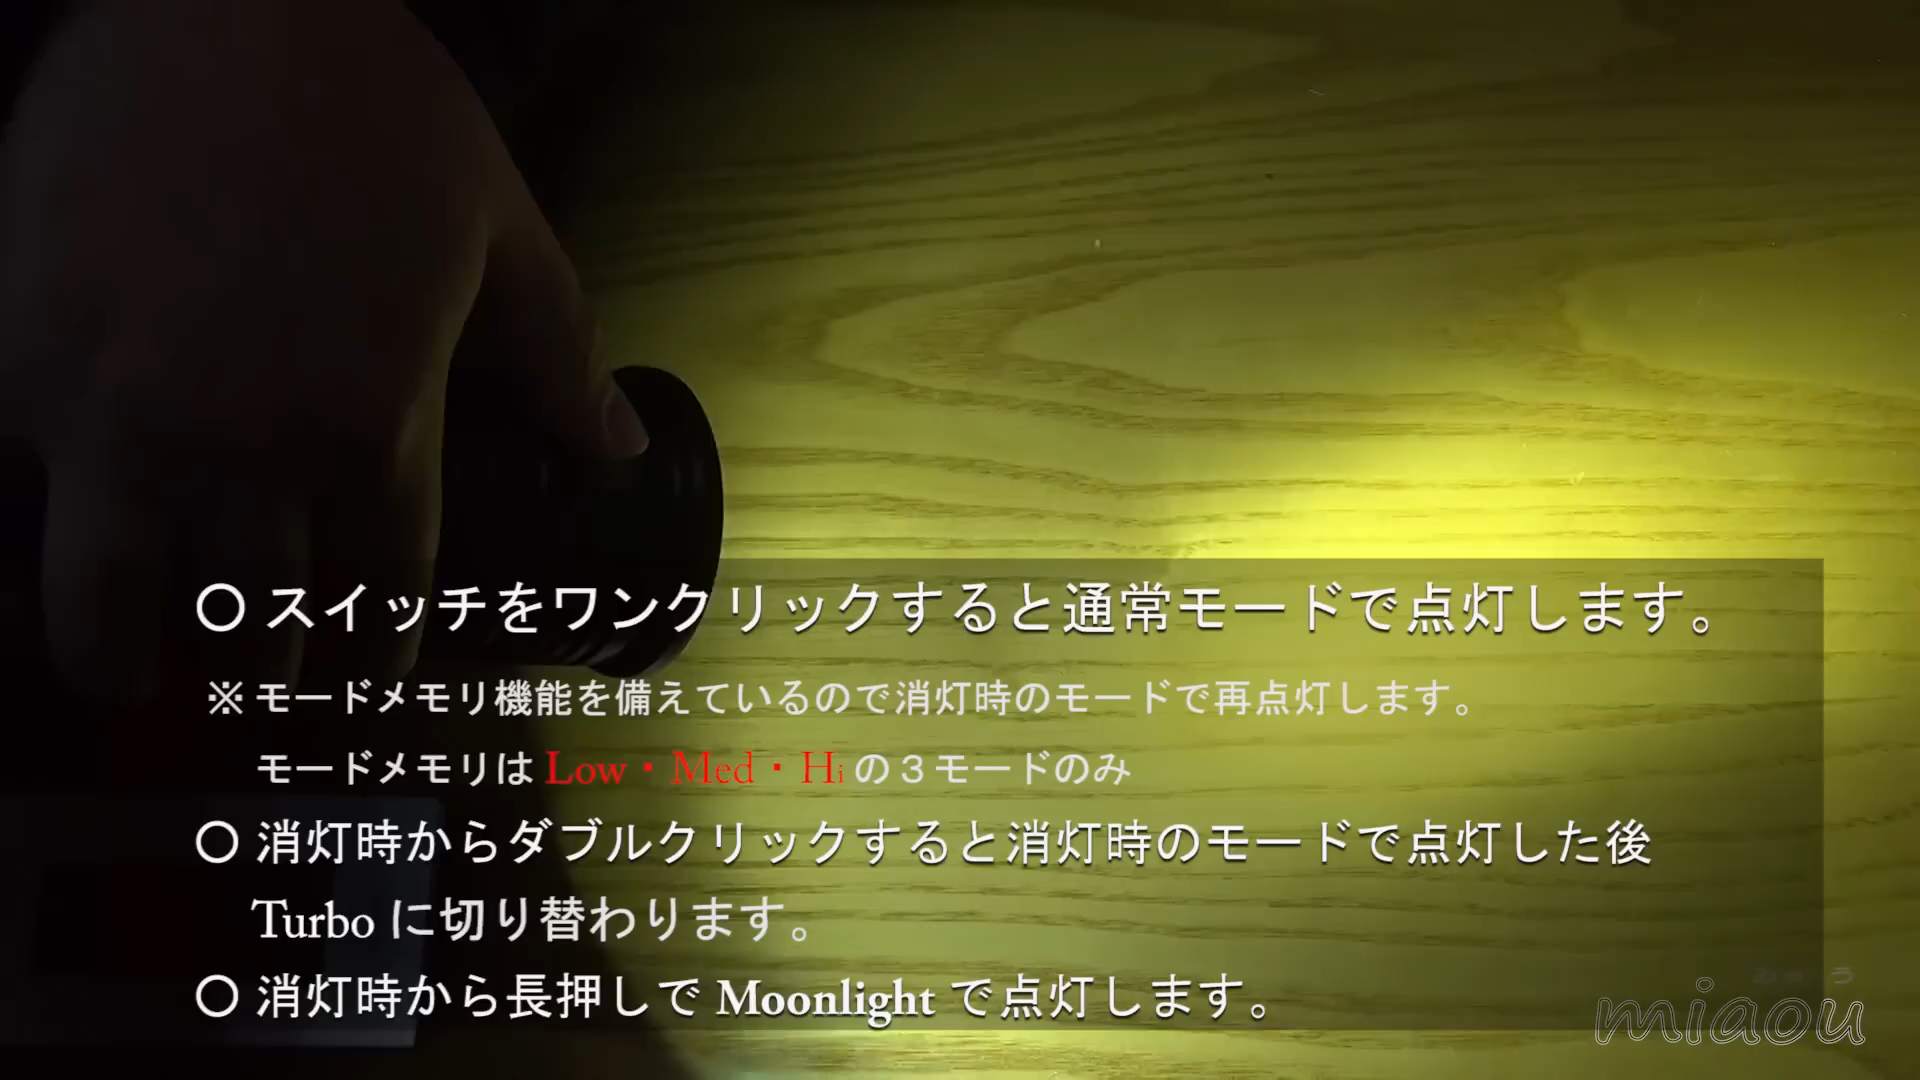 〇 スイッチをワンクリックすると通常モードで点灯します。
※ モードメモリ機能を備えているので消灯時のモードで再点灯します。
モードメモリは Low・Med・Hi の３モードのみ
〇 消灯時からダブルクリックすると消灯時のモードで点灯した後
Turbo に切り替わります。
〇 消灯時から長押しで Moonlight で点灯します。
みゃう
miaou